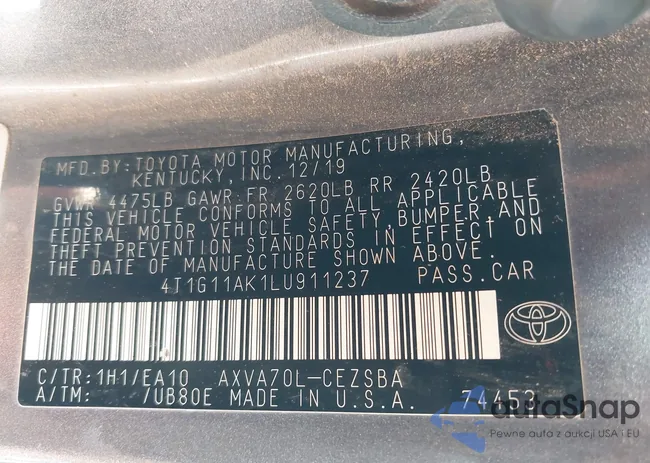 MFD.BY:TOYOTA MOTOR MANUFACTURING,
KENTUCKY,INC.12/19
GVWR 4475LB GAWR FR 2620LB RR 2420LB
THIS VEHICLE CONFORMS TO ALL APPLICABLE
FEDERAL MOTOR VEHICLE SAFETY,BUMPER,AND
THEFT PREVENTION STANDARDS IN EFFECT ON
THE DATE OF MANUFACTURE SHOWN ABOVE.
4T1G11AK1LU911237 PASS.CAR
C/TR:1H1/EA10 AXVA70L-CEZSBA
A/TM: /UB80E MADE IN U.S.A. 74453
autoSnap
Pewne auta z aukcji USA i EU